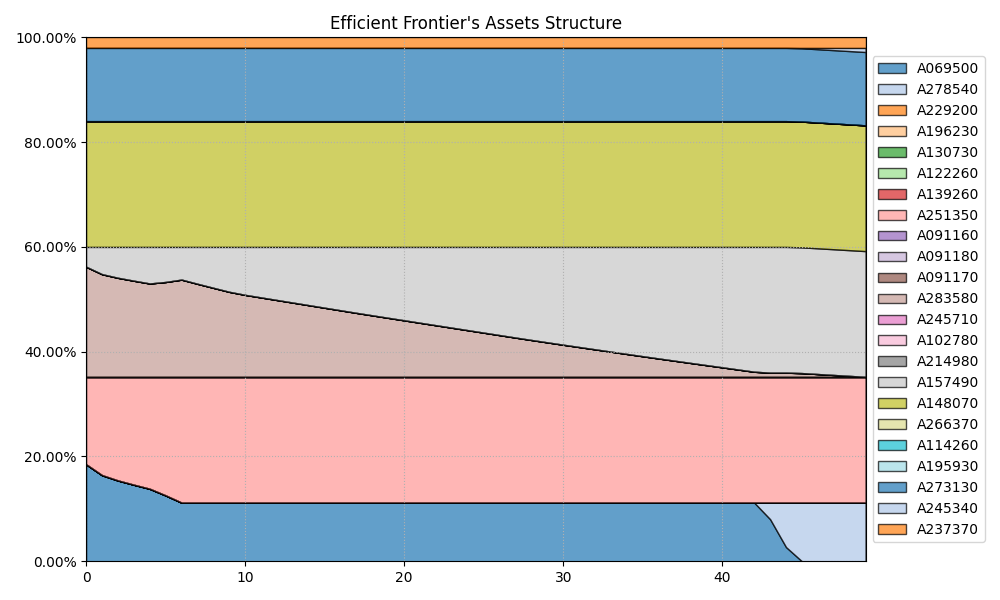 Efficient Frontier's Assets Structure
100.00%
80.00%
60.00%
40.00%
20.00%
0.00%
0 10 20 30 40
A069500
A278540
A229200
A196230
A130730
A122260
A139260
A251350
A091160
A091180
A091170
A283580
A245710
A102780
A214980
A157490
A148070
A266370
A114260
A195930
A273130
A245340
A237370